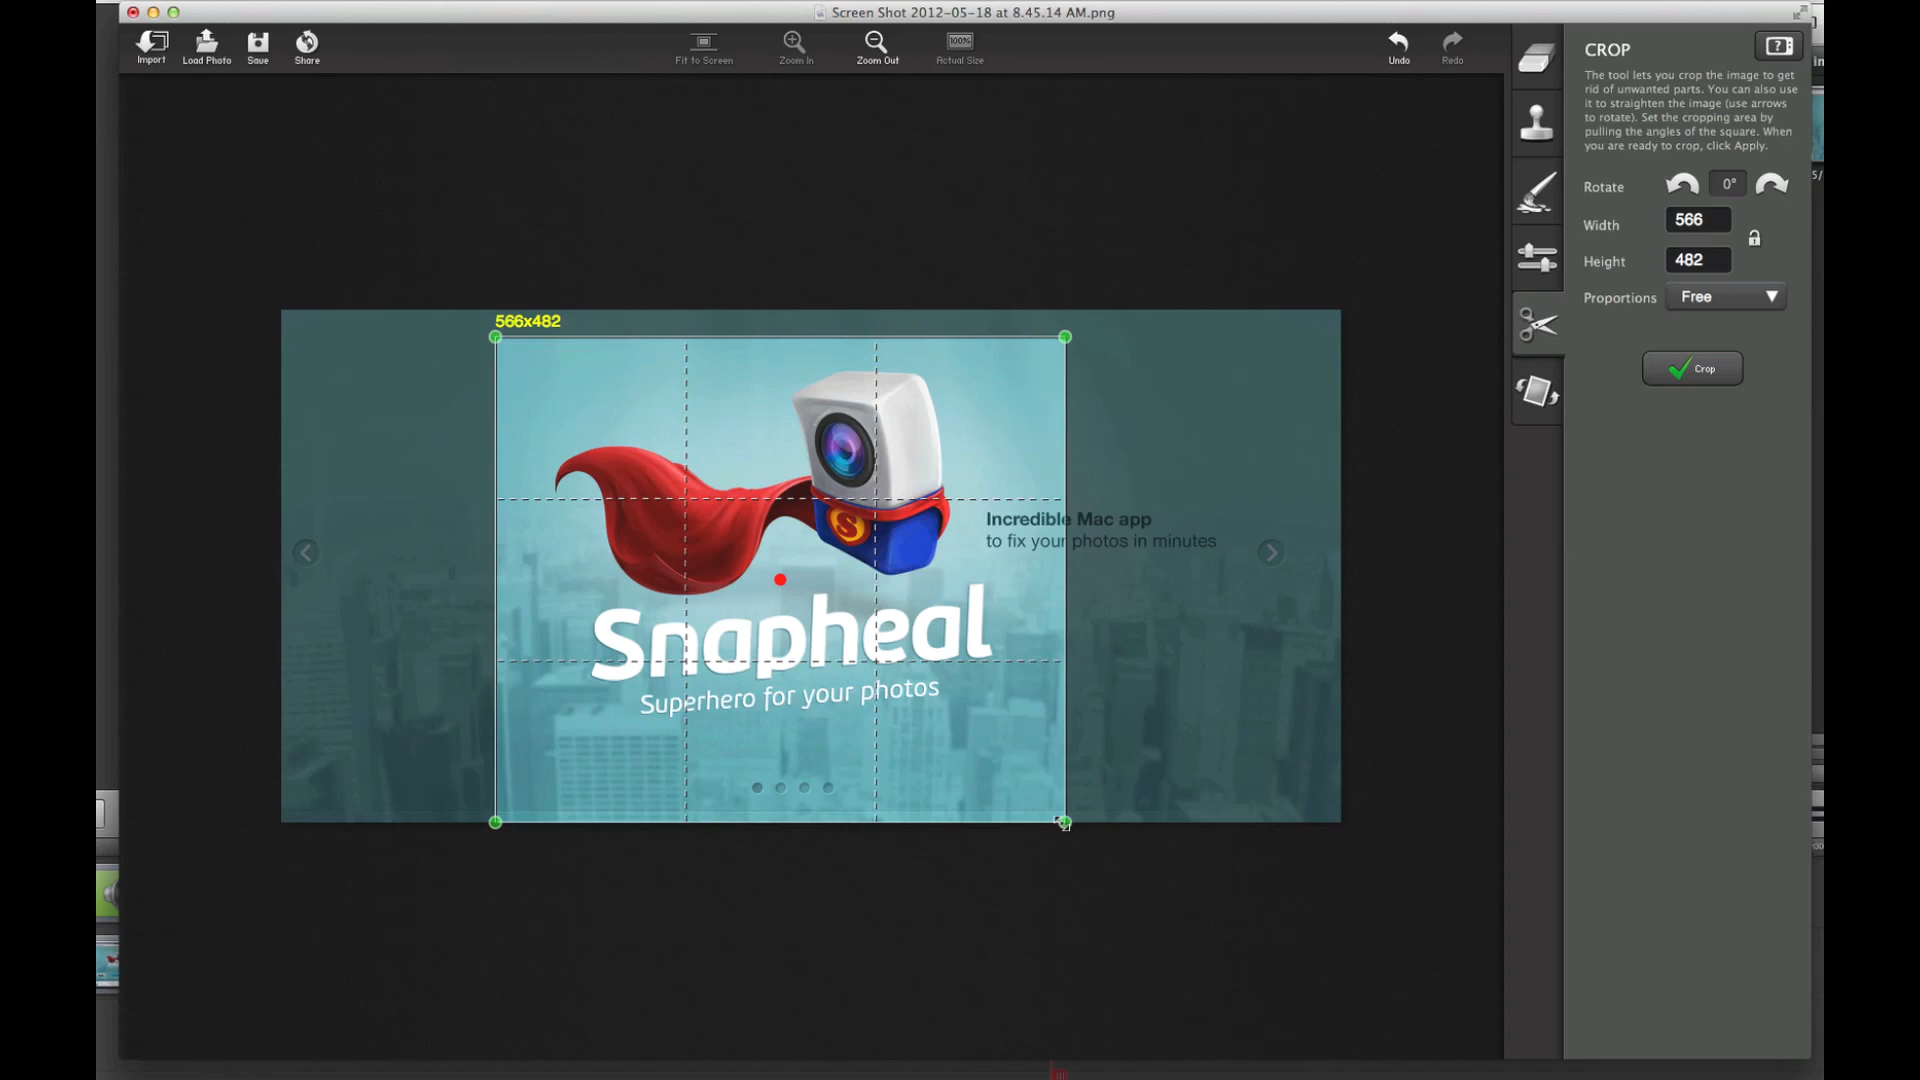 Screen Shot 2012-05-18 at 8.45.14 AM.png
Import
Load Photo
Save
Share
Fit to Screen
Zoom In
Zoom Out
100%
Actual Size
Undo
Redo
CROP
?
The tool lets you crop the image to get
rid of unwanted parts. You can also use
it to straighten the image (use arrows
to rotate). Set the cropping area by
pulling the angles of the square. When
you are ready to crop, click Apply.
Rotate
0°
Width
566
Height
482
Proportions
Free
Crop
566x482
S
Incredible Mac app
to fix your photos in minutes
Snapheal
Superhero for your photos